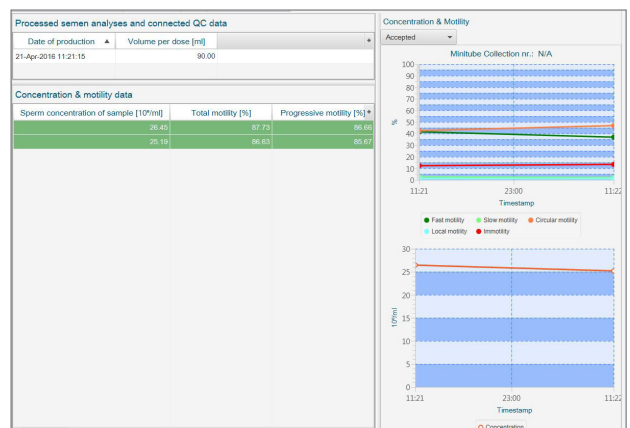 Processed semen analyses and connected QC data
Date of production ▲ Volume per dose [ml] +
21-Apr-2016 11:21:15 90.00
Concentration & motility data
Sperm concentration of sample [10⁶/ml] Total motility [%] Progressive motility [%] +
26.45 87.73 86.66
25.19 86.63 85.67
Concentration & Motility
Accepted
Minitube Collection nr.: N/A
100
90
80
70
60
50
40
30
20
10
0
%
11:21 23:00 11:22
Timestamp
Fast motility Slow motility Circular motility
Local motility Immotility
30
25
20
15
10
5
0
10⁶/ml
11:21 23:00 11:22
Timestamp
Concentration